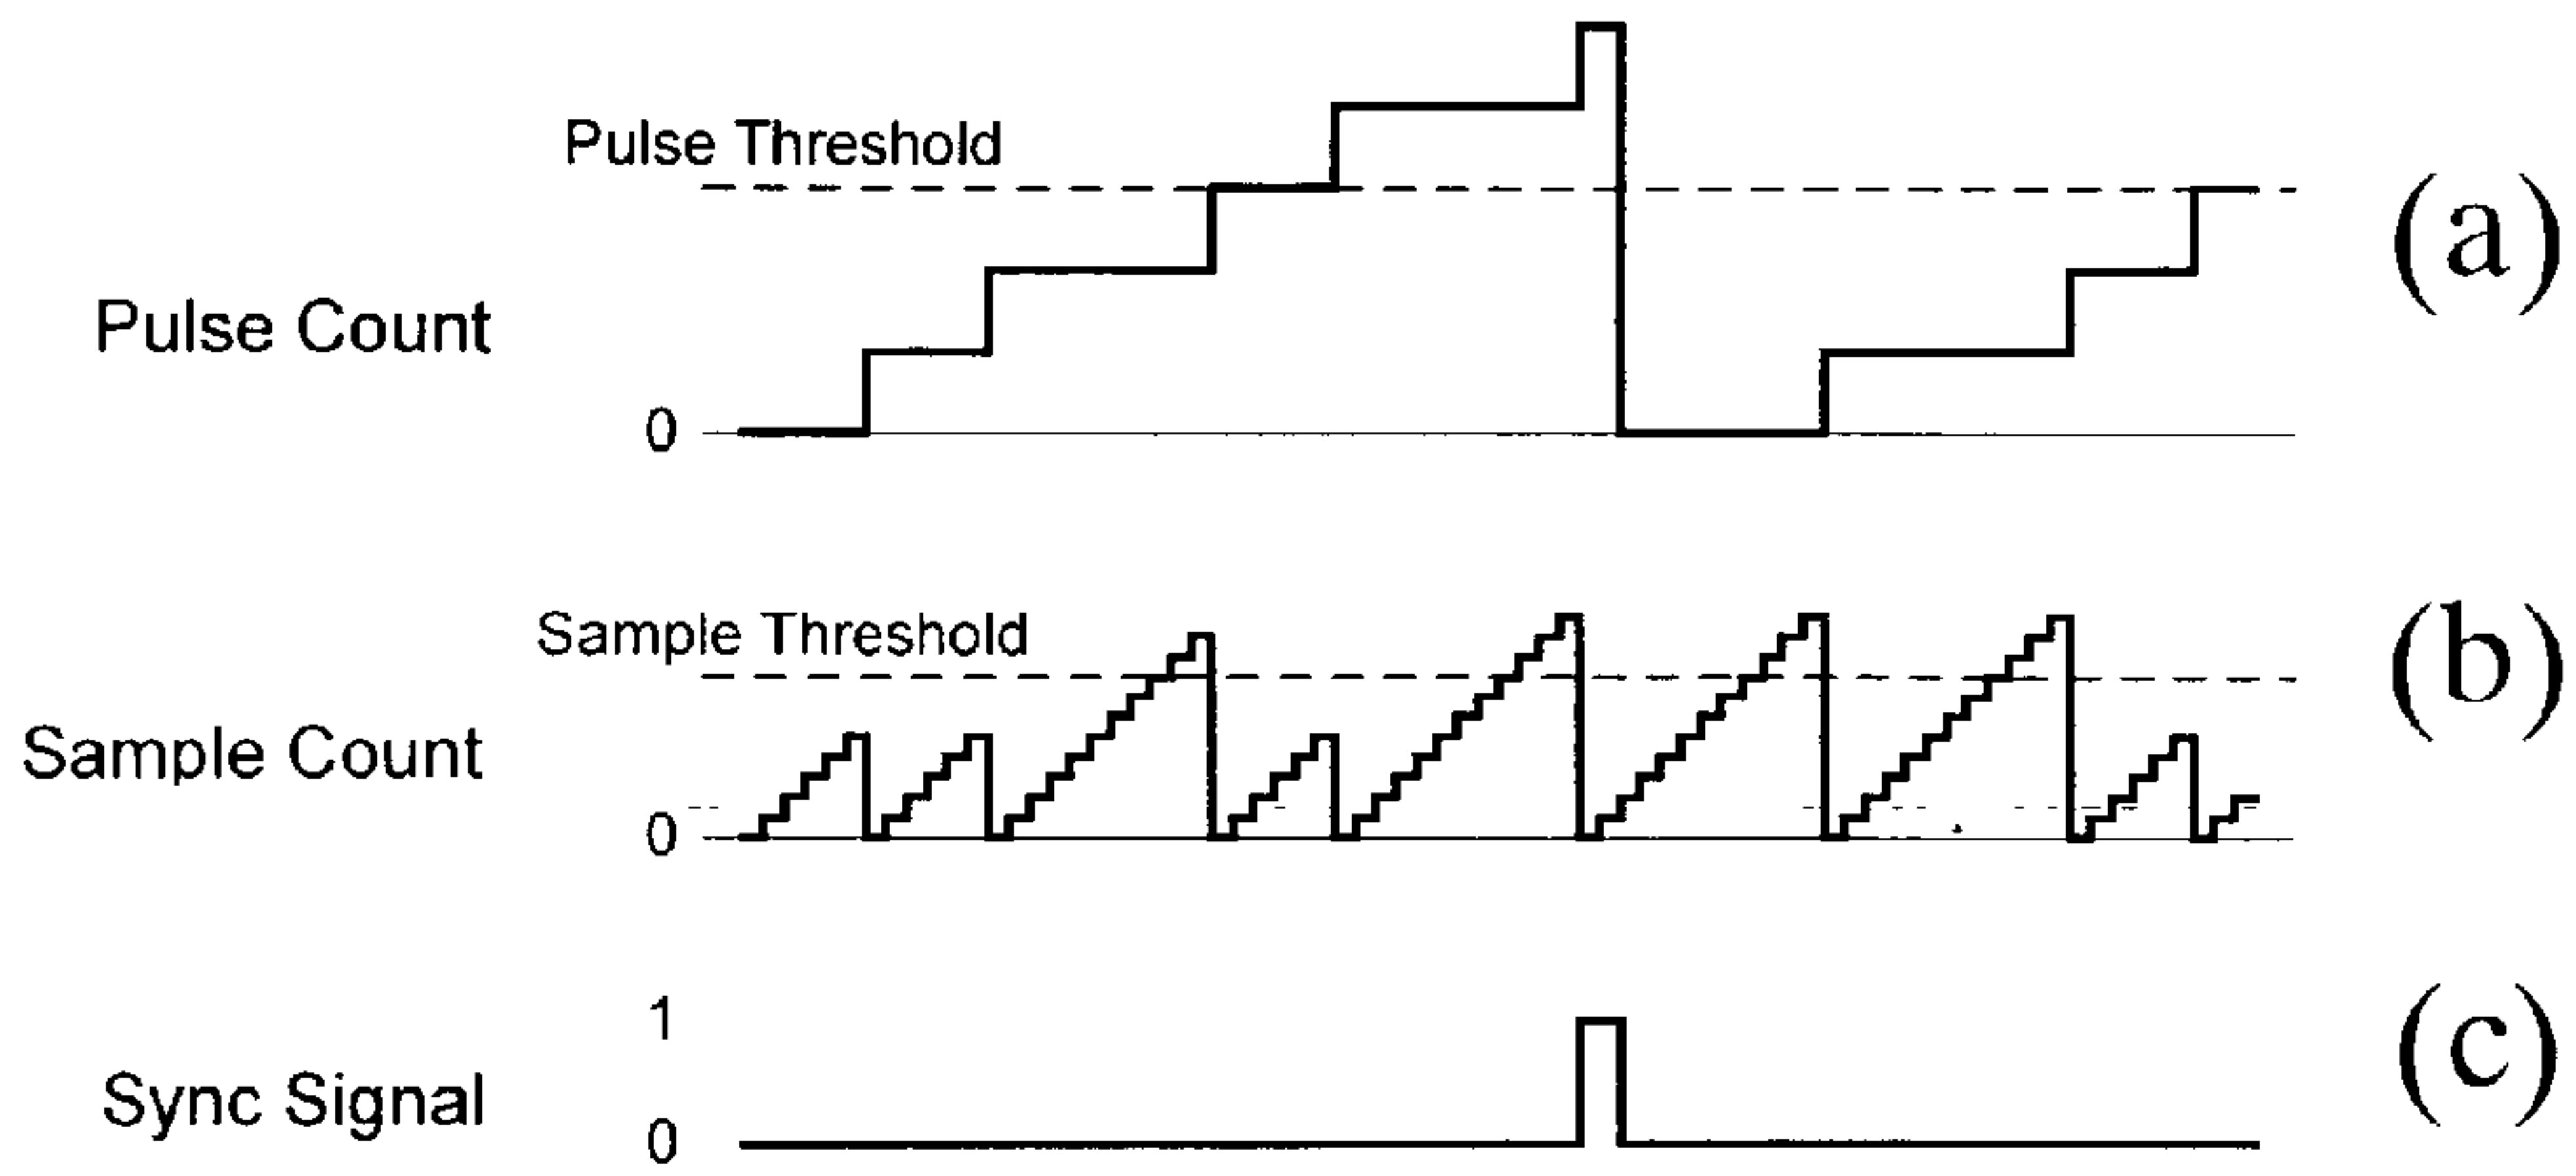 Pulse Threshold
(a)
Pulse Count
0
Sample Threshold
(b)
Sample Count
0
1
(c)
Sync Signal
0